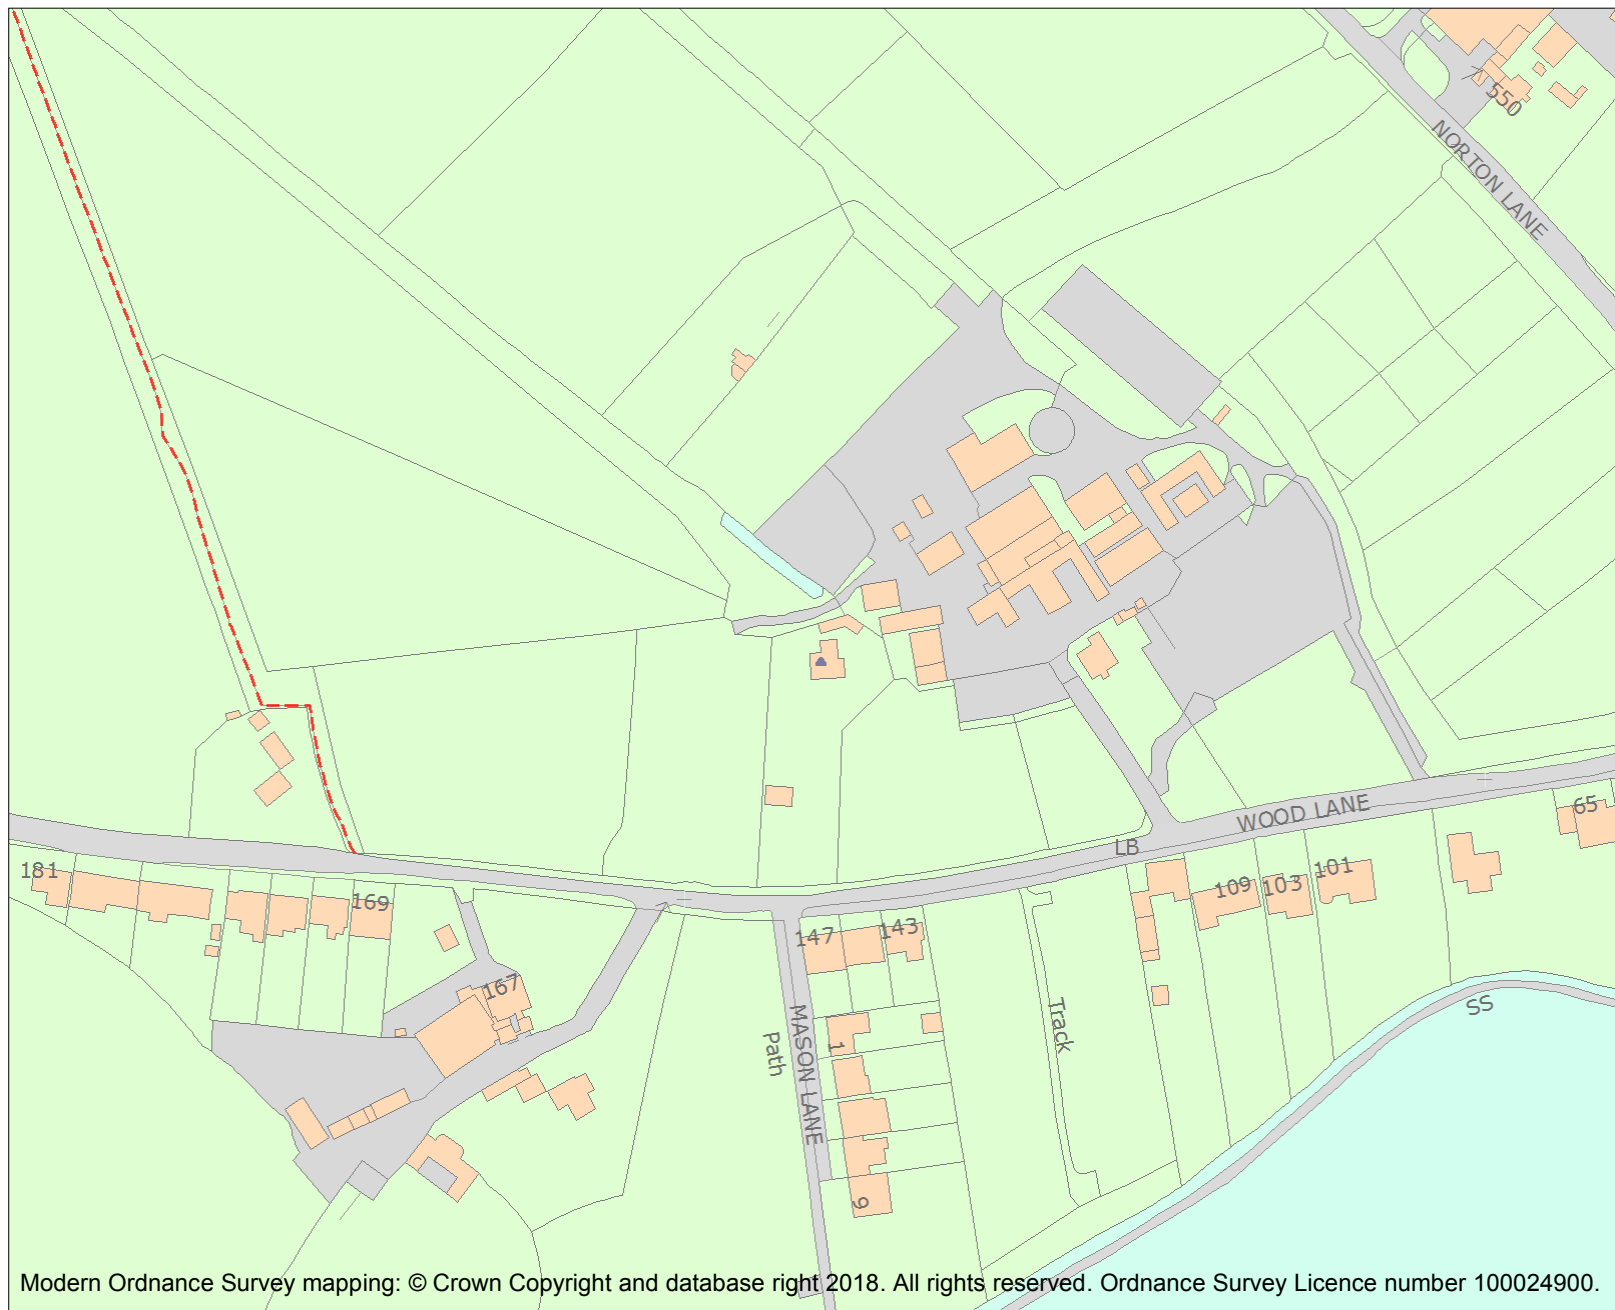 550
NORTON LANE
WOOD LANE
65
LB
101
103
109
181
169
143
147
167
SS
Track
MASON LANE
Path
1
9
Modern Ordnance Survey mapping: © Crown Copyright and database right 2018. All rights reserved. Ordnance Survey Licence number 100024900.